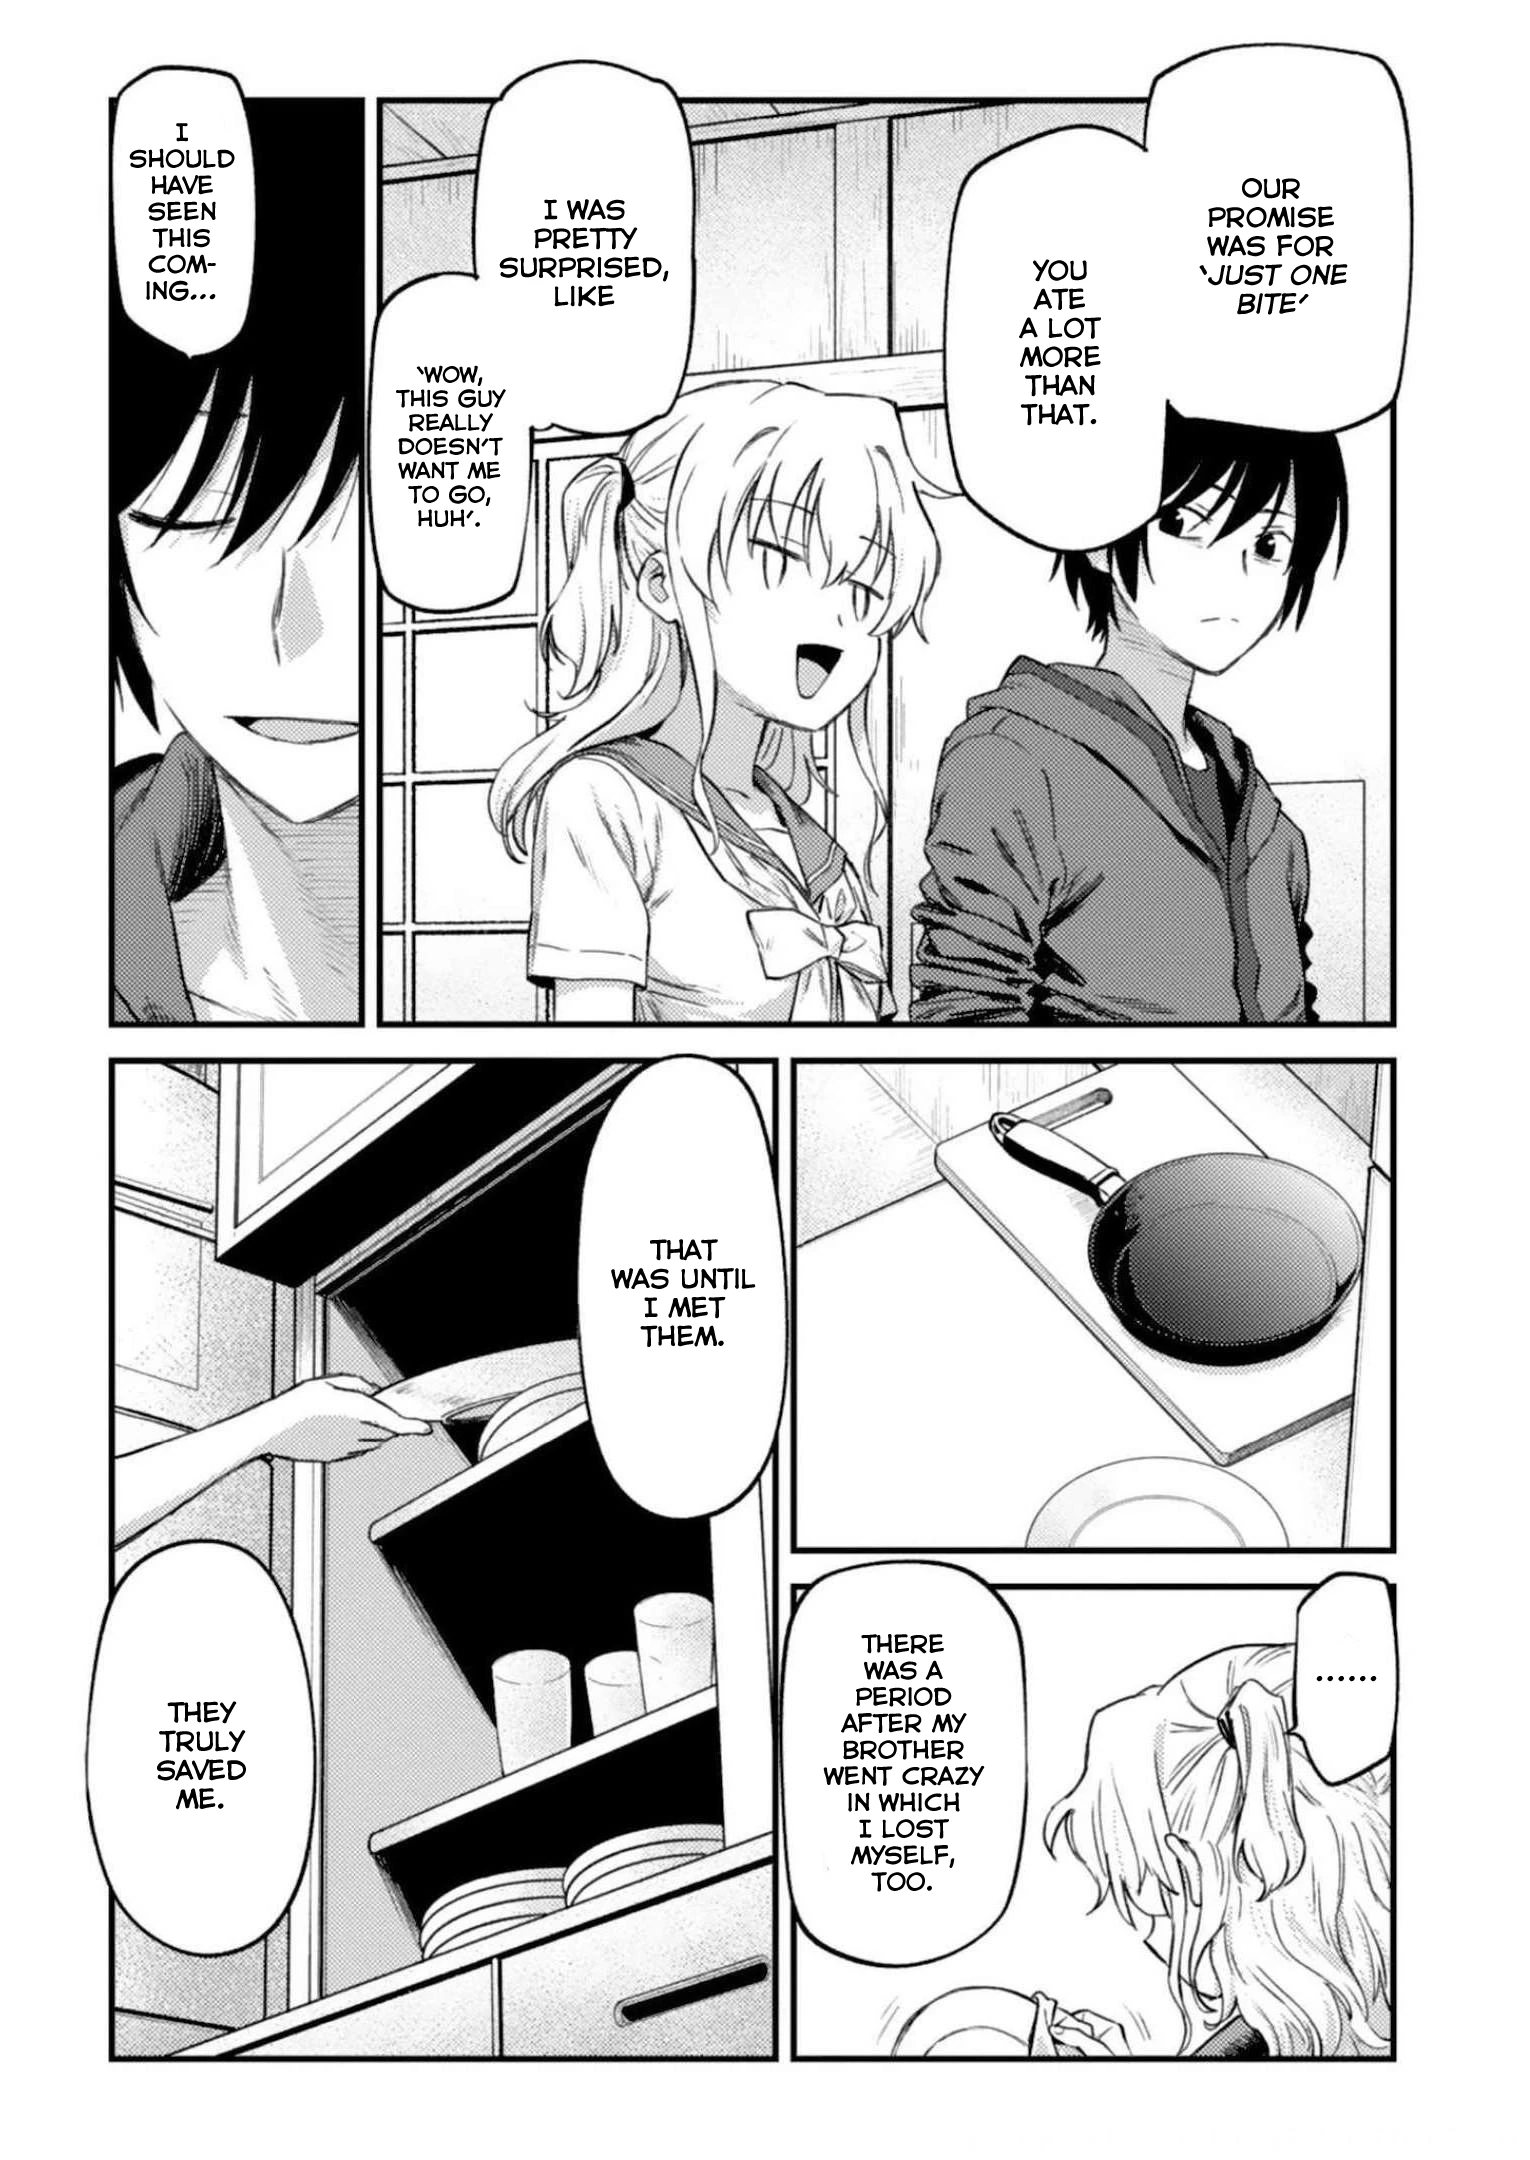 OUR
PROMISE
WAS FOR
'JUST ONE
BITE'
YOU
ATE
A LOT
MORE
THAN
THAT.
I WAS
PRETTY
SURPRISED,
LIKE
'WOW,
THIS GUY
REALLY
DOESN'T
WANT ME
TO GO,
HUH'.
I
SHOULD
HAVE
SEEN
THIS
COM-
ING...
......
THERE
WAS A
PERIOD
AFTER MY
BROTHER
WENT CRAZY
IN WHICH
I LOST
MYSELF,
TOO.
THAT
WAS UNTIL
I MET
THEM.
THEY
TRULY
SAVED
ME.